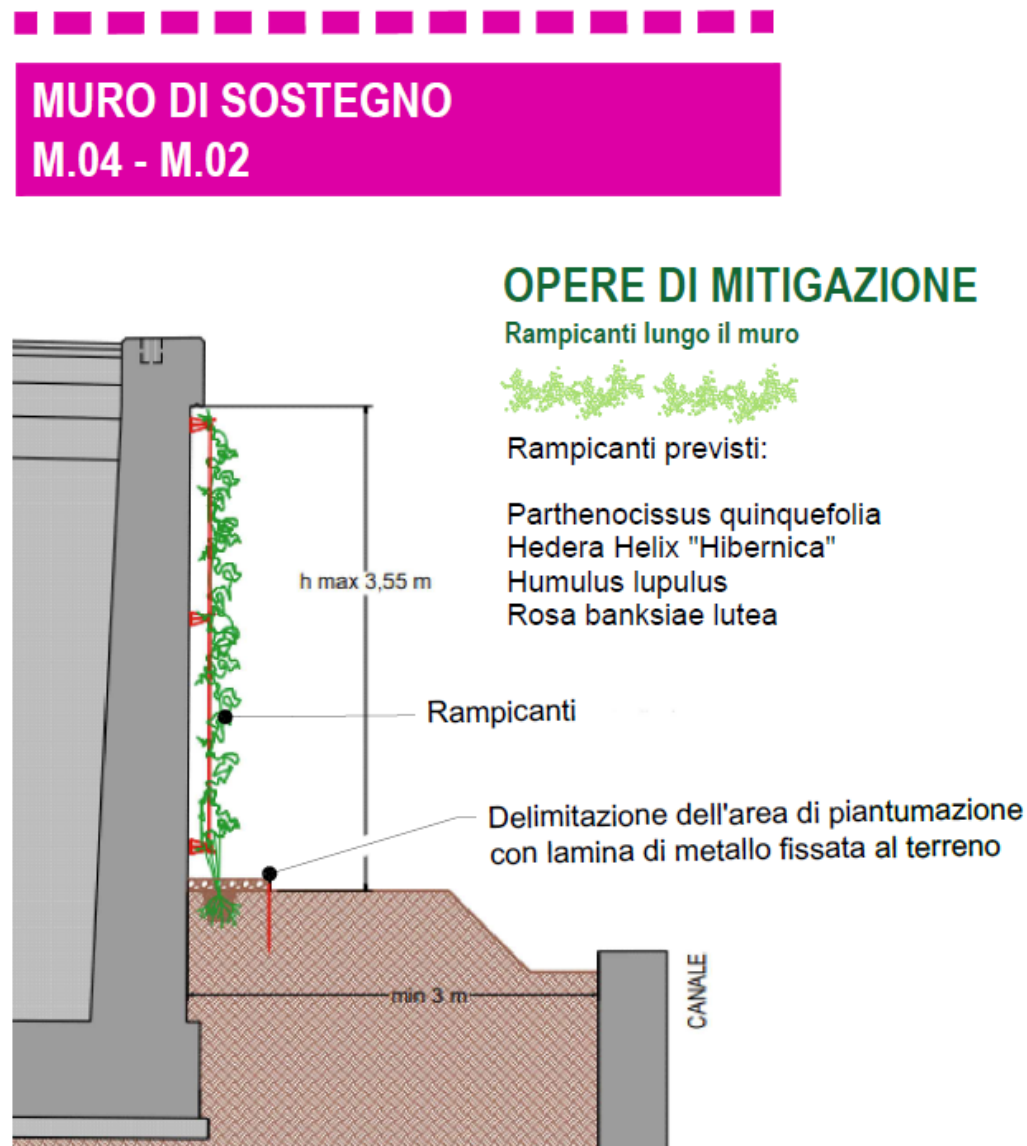 MURO DI SOSTEGNO
M.04 - M.02
OPERE DI MITIGAZIONE
Rampicanti lungo il muro
Rampicanti previsti:
Parthenocissus quinquefolia
Hedera Helix "Hibernica"
Humulus lupulus
Rosa banksiae lutea
h max 3,55 m
Rampicanti
Delimitazione dell'area di piantumazione
con lamina di metallo fissata al terreno
min 3 m
CANALE